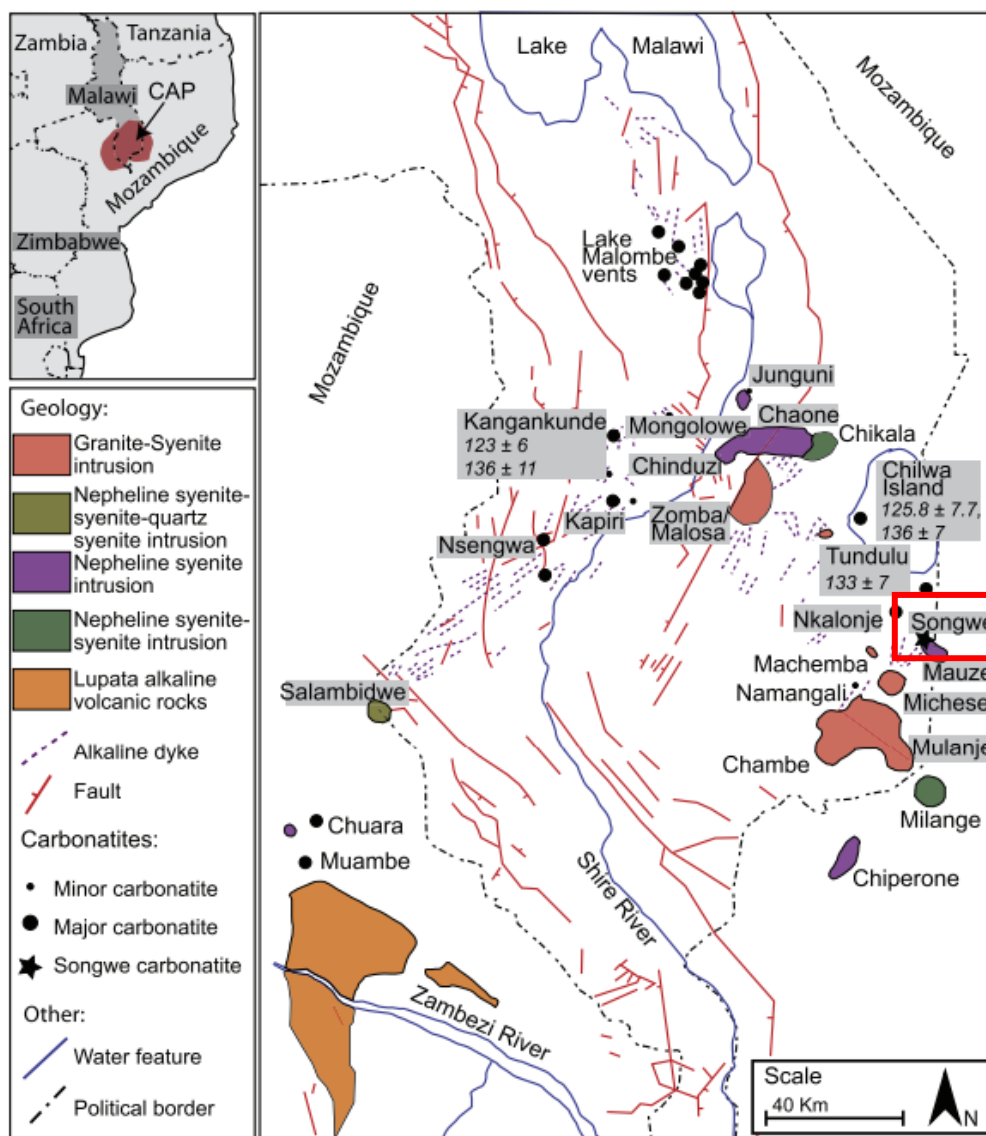 Zambia
Tanzania
Malawi
CAP
Mozambique
Zimbabwe
South
Africa
Geology:
Granite-Syenite
intrusion
Nepheline syenite-
syenite-quartz
syenite intrusion
Nepheline syenite
intrusion
Nepheline syenite-
syenite intrusion
Lupata alkaline
volcanic rocks
Alkaline dyke
Fault
Carbonatites:
Minor carbonatite
Major carbonatite
Songwe carbonatite
Other:
Water feature
Political border
Lake
Malawi
Mozambique
Mozambique
Lake
Malombe
vents
Junguni
Kangankunde
123 ± 6
136 ± 11
Mongolowe
Chaone
Chikala
Chinduzi
Chilwa
Island
125.8 ± 7.7,
136 ± 7
Kapiri
Zomba/
Malosa
Nsengwa
Tundulu
133 ± 7
Nkalonje
Songwe
Machemba
Mauze
Namangali
Michese
Salambidwe
Chambe
Mulanje
Milange
Chuara
Muambe
Chiperone
Shire River
Zambezi River
Scale
40 Km
N